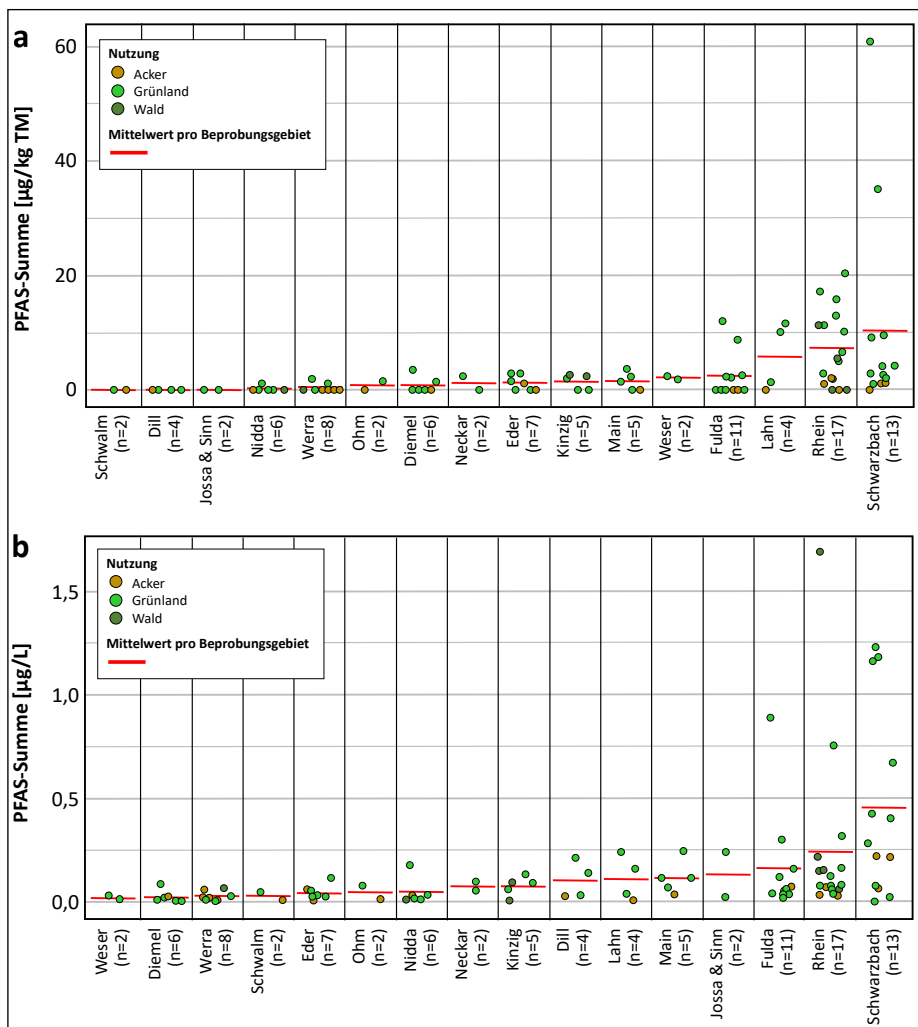 a
PFAS-Summe [µg/kg TM]
60
40
20
0
Nutzung
Acker
Grünland
Wald
Mittelwert pro Beprobungsgebiet
Schwalm
(n=2)
Dill
(n=4)
Jossa & Sinn
(n=2)
Nidda
(n=6)
Werra
(n=8)
Ohm
(n=2)
Diemel
(n=6)
Neckar
(n=2)
Eder
(n=7)
Kinzig
(n=5)
Main
(n=5)
Weser
(n=2)
Fulda
(n=11)
Lahn
(n=4)
Rhein
(n=17)
Schwarzbach
(n=13)
b
PFAS-Summe [µg/L]
1,5
1,0
0,5
0,0
Nutzung
Acker
Grünland
Wald
Mittelwert pro Beprobungsgebiet
Weser
(n=2)
Diemel
(n=6)
Werra
(n=8)
Schwalm
(n=2)
Eder
(n=7)
Ohm
(n=2)
Nidda
(n=6)
Neckar
(n=2)
Kinzig
(n=5)
Dill
(n=4)
Lahn
(n=4)
Main
(n=5)
Jossa & Sinn
(n=2)
Fulda
(n=11)
Rhein
(n=17)
Schwarzbach
(n=13)